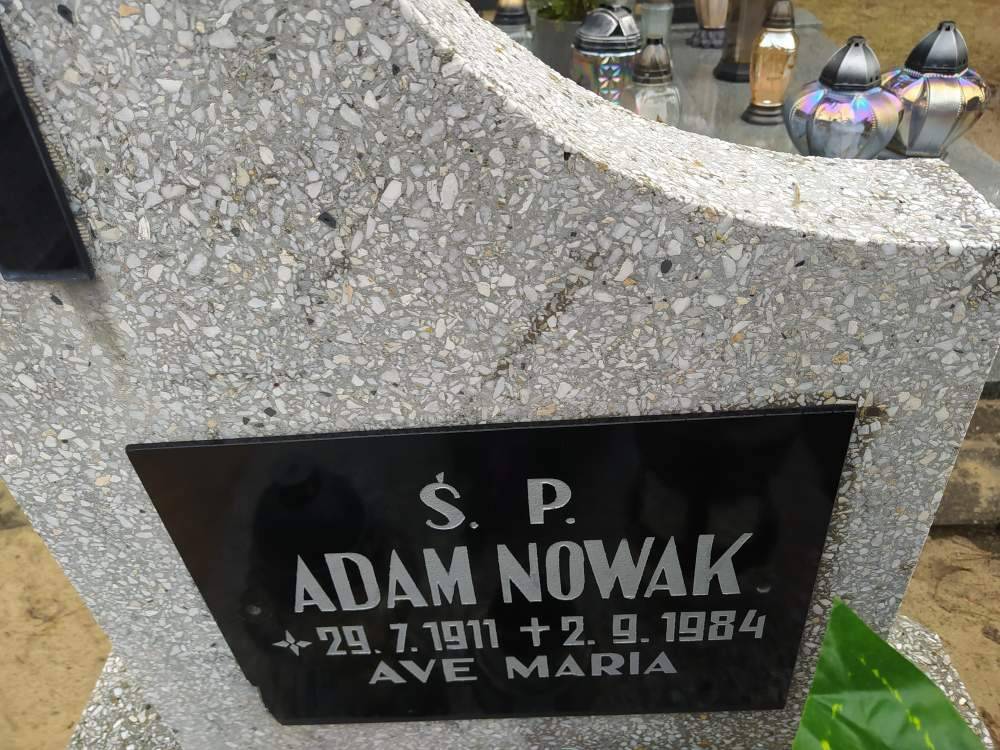 Ś. P.
ADAM NOWAK
29. 7. 1911 ✝ 2. 9. 1984
AVE MARIA